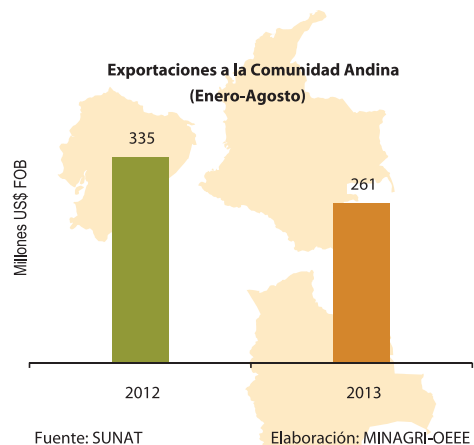 Exportaciones a la Comunidad Andina
(Enero-Agosto)
335
261
Millones US$ FOB
2012
2013
Fuente: SUNAT
Elaboración: MINAGRI-OEEE